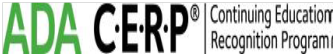 ADA C·E·R·P® | Continuing Education
Recognition Program